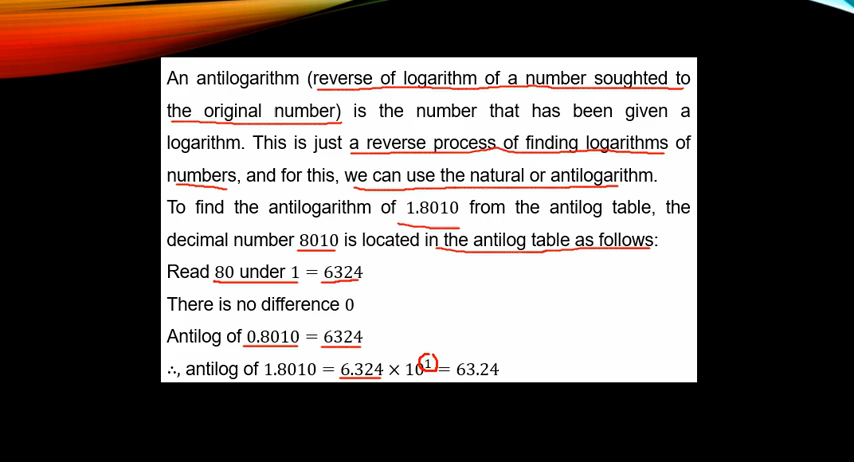 An antilogarithm (reverse of logarithm of a number soughted to
the original number) is the number that has been given a
logarithm. This is just a reverse process of finding logarithms of
numbers, and for this, we can use the natural or antilogarithm.
To find the antilogarithm of 1.8010 from the antilog table, the
decimal number 8010 is located in the antilog table as follows:
Read 80 under 1 = 6324
There is no difference 0
Antilog of 0.8010 = 6324
∴, antilog of 1.8010 = 6.324 × 10¹ = 63.24